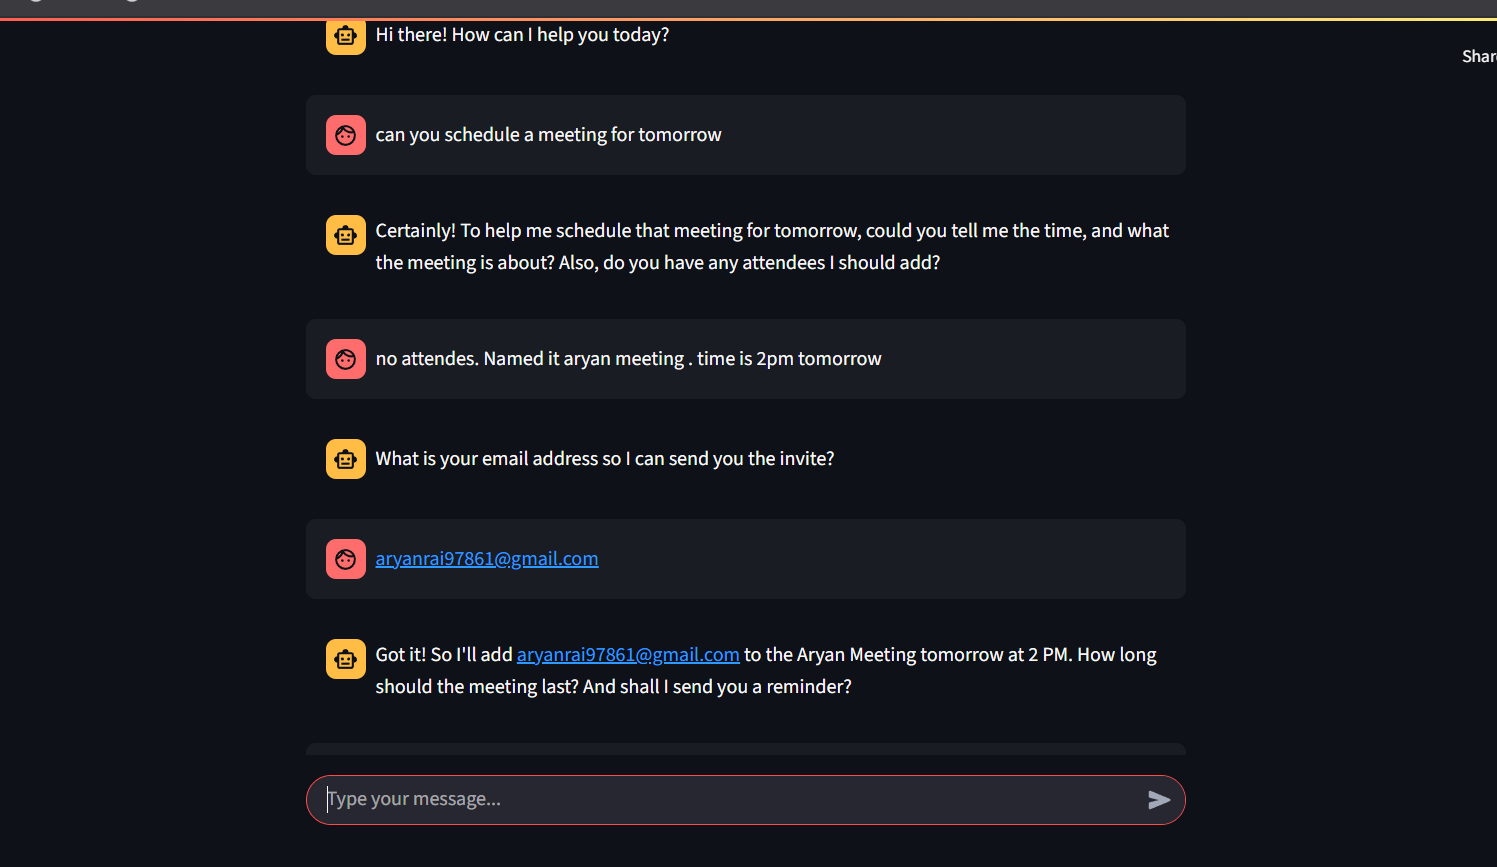 Hi there! How can I help you today?
can you schedule a meeting for tomorrow
Certainly! To help me schedule that meeting for tomorrow, could you tell me the time, and what
the meeting is about? Also, do you have any attendees I should add?
no attendes. Named it aryan meeting . time is 2pm tomorrow
What is your email address so I can send you the invite?
aryanrai97861@gmail.com
Got it! So I'll add aryanrai97861@gmail.com to the Aryan Meeting tomorrow at 2 PM. How long
should the meeting last? And shall I send you a reminder?
Type your message...